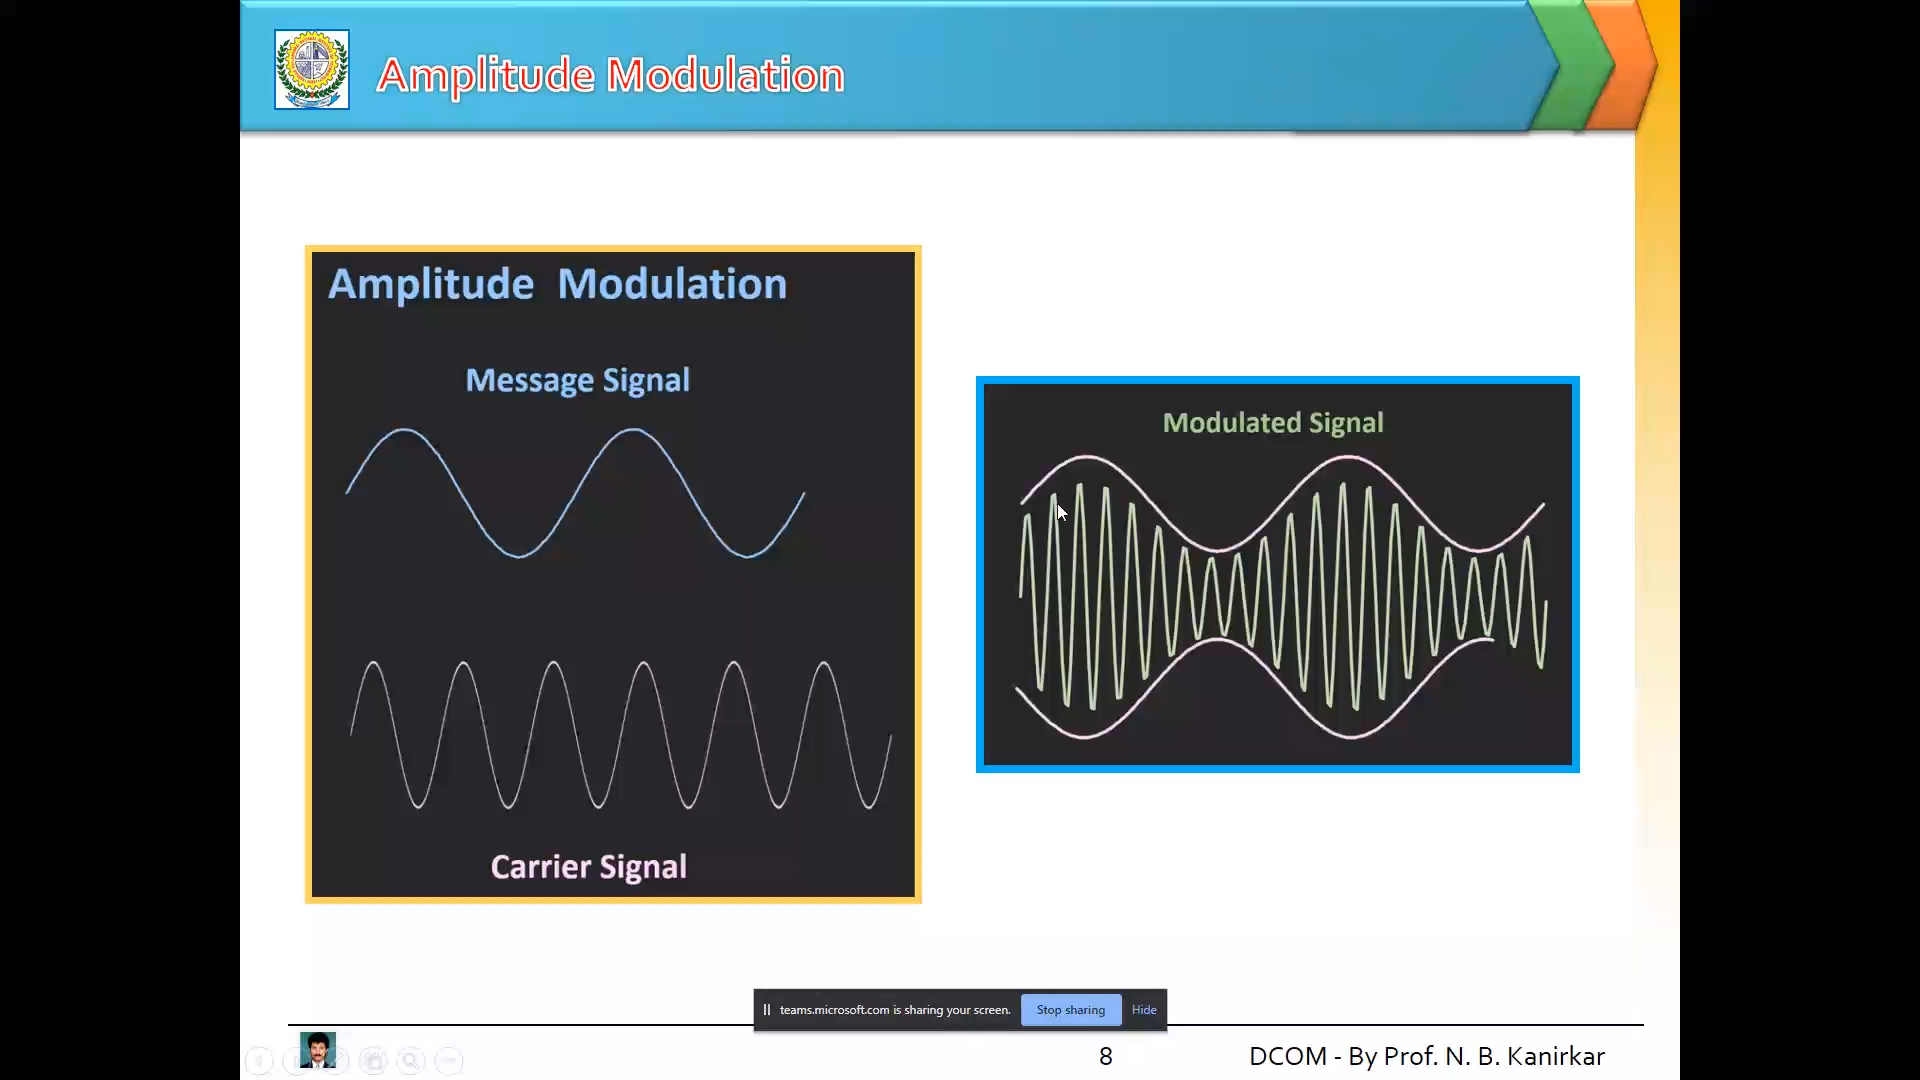 Amplitude Modulation
Amplitude Modulation
Message Signal
Carrier Signal
Modulated Signal
teams.microsoft.com is sharing your screen. Stop sharing Hide
8
DCOM - By Prof. N. B. Kanirkar